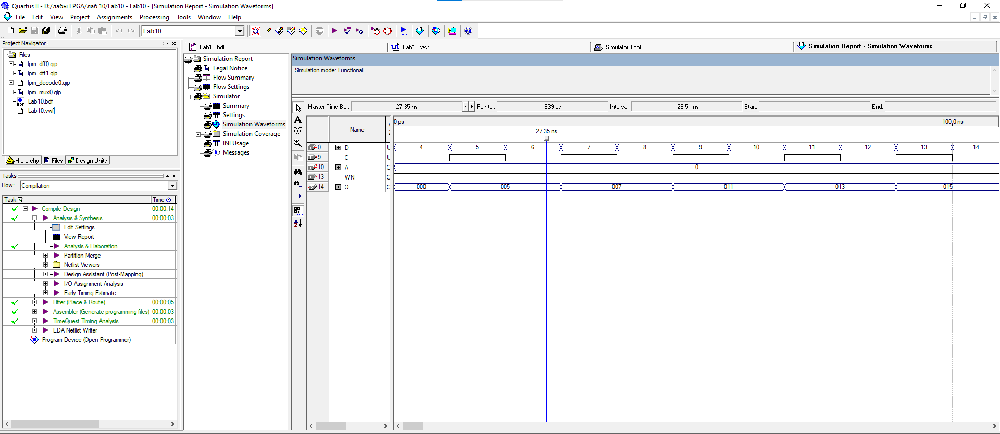 Quartus II - D:/лабы FPGA/лаб 10/Lab10 - Lab10 - [Simulation Report - Simulation Waveforms]
File Edit View Project Assignments Processing Tools Window Help
Lab10
Project Navigator
Files
lpm_dff0.qip
lpm_dff1.qip
lpm_decode0.qip
lpm_mux0.qip
Lab10.bdf
Lab10.vwf
Hierarchy Files Design Units
Tasks
Flow: Compilation
Task Time
Compile Design 00:00:14
Analysis & Synthesis 00:00:03
Edit Settings
View Report
Analysis & Elaboration
Partition Merge
Netlist Viewers
Design Assistant (Post-Mapping)
I/O Assignment Analysis
Early Timing Estimate
Fitter (Place & Route) 00:00:05
Assembler (Generate programming files) 00:00:03
TimeQuest Timing Analysis 00:00:03
EDA Netlist Writer
Program Device (Open Programmer)
Lab10.bdf Lab10.vwf Simulator Tool Simulation Report - Simulation Waveforms
Simulation Report
Legal Notice
Flow Summary
Flow Settings
Simulator
Summary
Settings
Simulation Waveforms
Simulation Coverage
INI Usage
Messages
Simulation Waveforms
Simulation mode: Functional
Master Time Bar: 27.35 ns Pointer: 839 ps Interval: -26.51 ns Start: End:
Name
0 ps 100.0 ns
27.35 ns
0 D U 4 5 6 7 8 9 10 11 12 13 14
9 C U
10 A 0
13 WN
14 Q 000 005 007 011 013 015